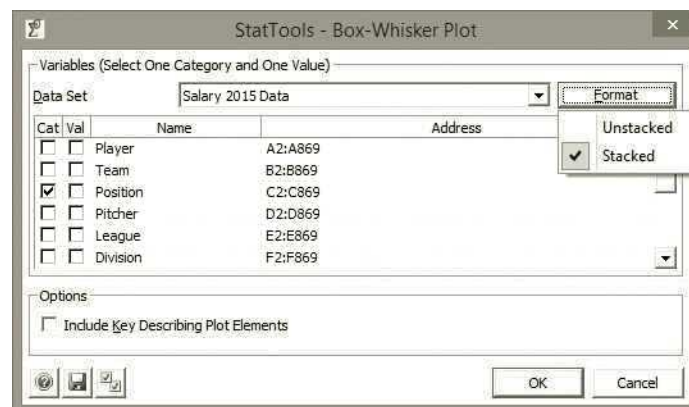 StatTools - Box-Whisker Plot
Variables (Select One Category and One Value)
Data Set Salary 2015 Data Format
Unstacked
Stacked
Cat Val Name Address
Player A2:A869
Team B2:B869
Position C2:C869
Pitcher D2:D869
League E2:E869
Division F2:F869
Options
Include Key Describing Plot Elements
OK Cancel